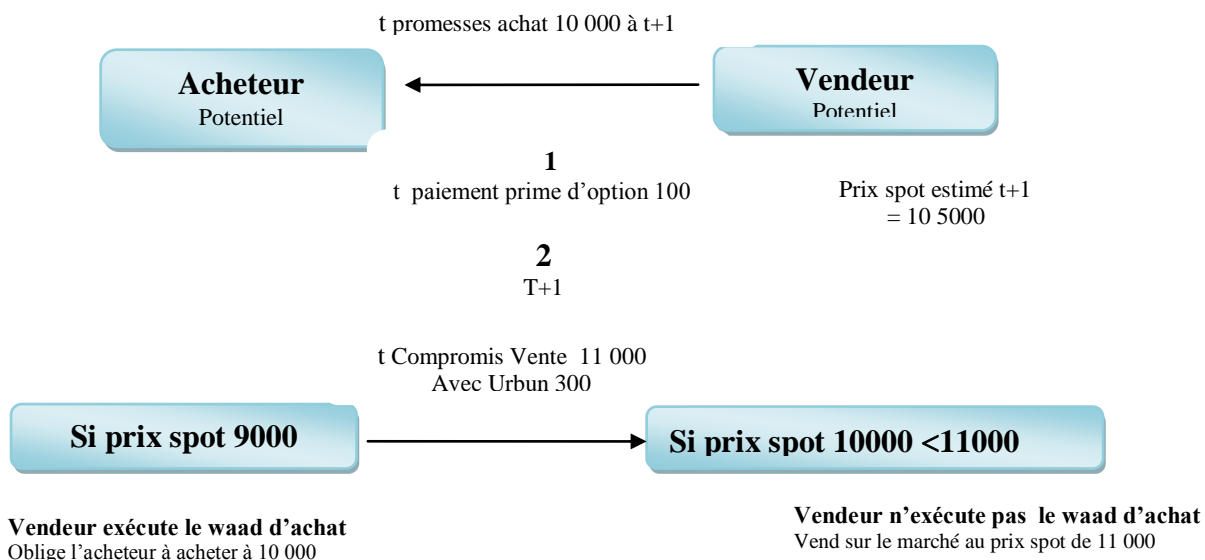 t promesses achat 10 000 à t+1
Acheteur
Potentiel
Vendeur
Potentiel
1
t paiement prime d’option 100
Prix spot estimé t+1
= 10 5000
2
T+1
t Compromis Vente 11 000
Avec Urbun 300
Si prix spot 9000
Si prix spot 10000 <11000
Vendeur exécute le waad d’achat
Oblige l’acheteur à acheter à 10 000
Vendeur n’exécute pas le waad d’achat
Vend sur le marché au prix spot de 11 000